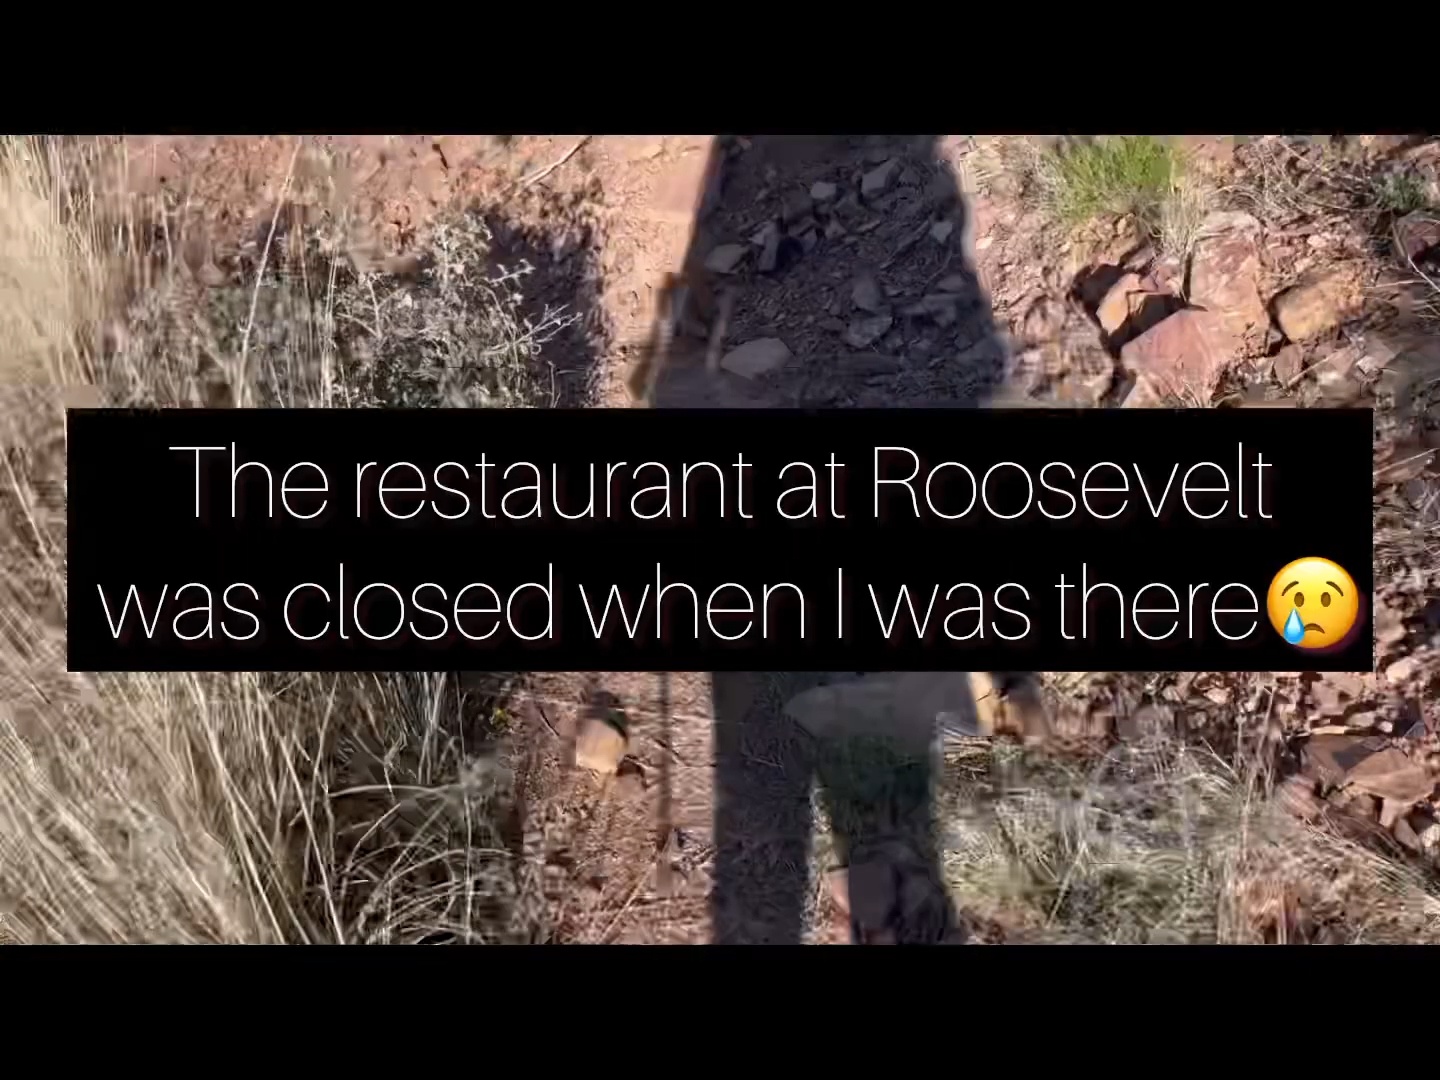 The restaurant at Roosevelt
was closed when I was there😢